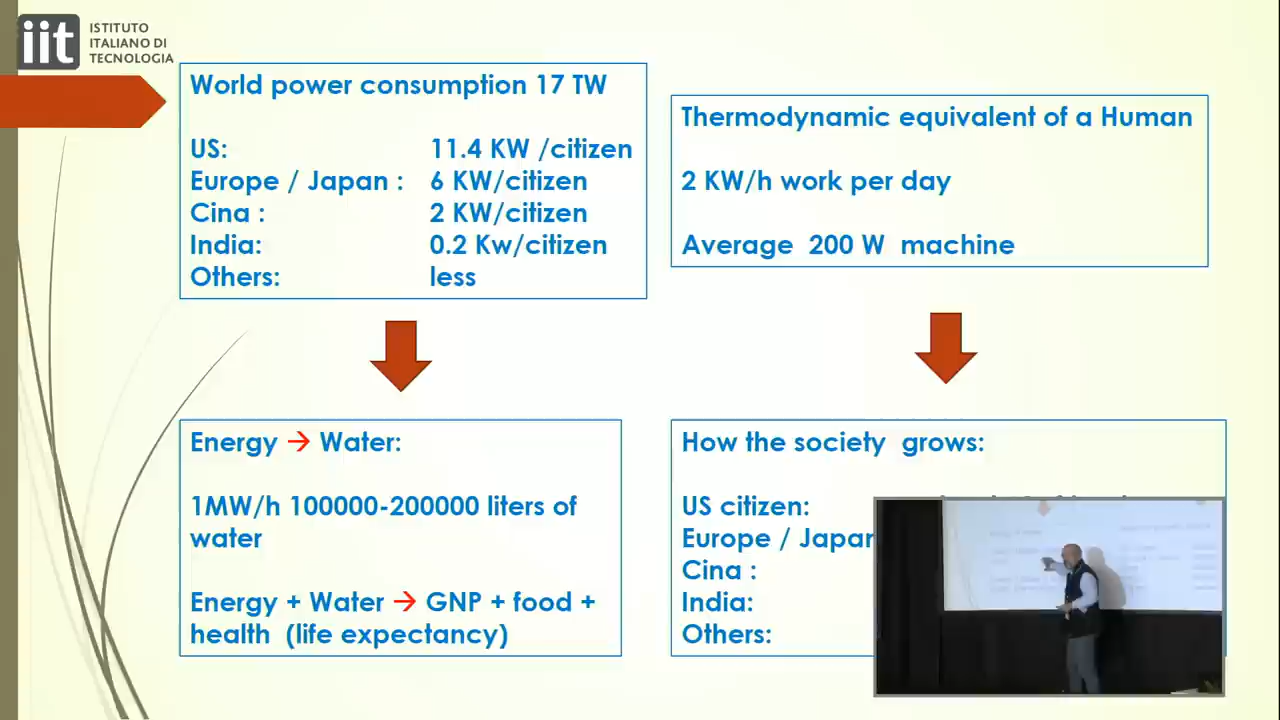 iit
ISTITUTO
ITALIANO DI
TECNOLOGIA
World power consumption 17 TW
US: 11.4 KW /citizen
Europe / Japan : 6 KW/citizen
Cina : 2 KW/citizen
India: 0.2 Kw/citizen
Others: less
Thermodynamic equivalent of a Human
2 KW/h work per day
Average 200 W machine
Energy → Water:
1MW/h 100000-200000 liters of
water
Energy + Water → GNP + food +
health (life expectancy)
How the society grows:
US citizen:
Europe / Japan
Cina :
India:
Others: